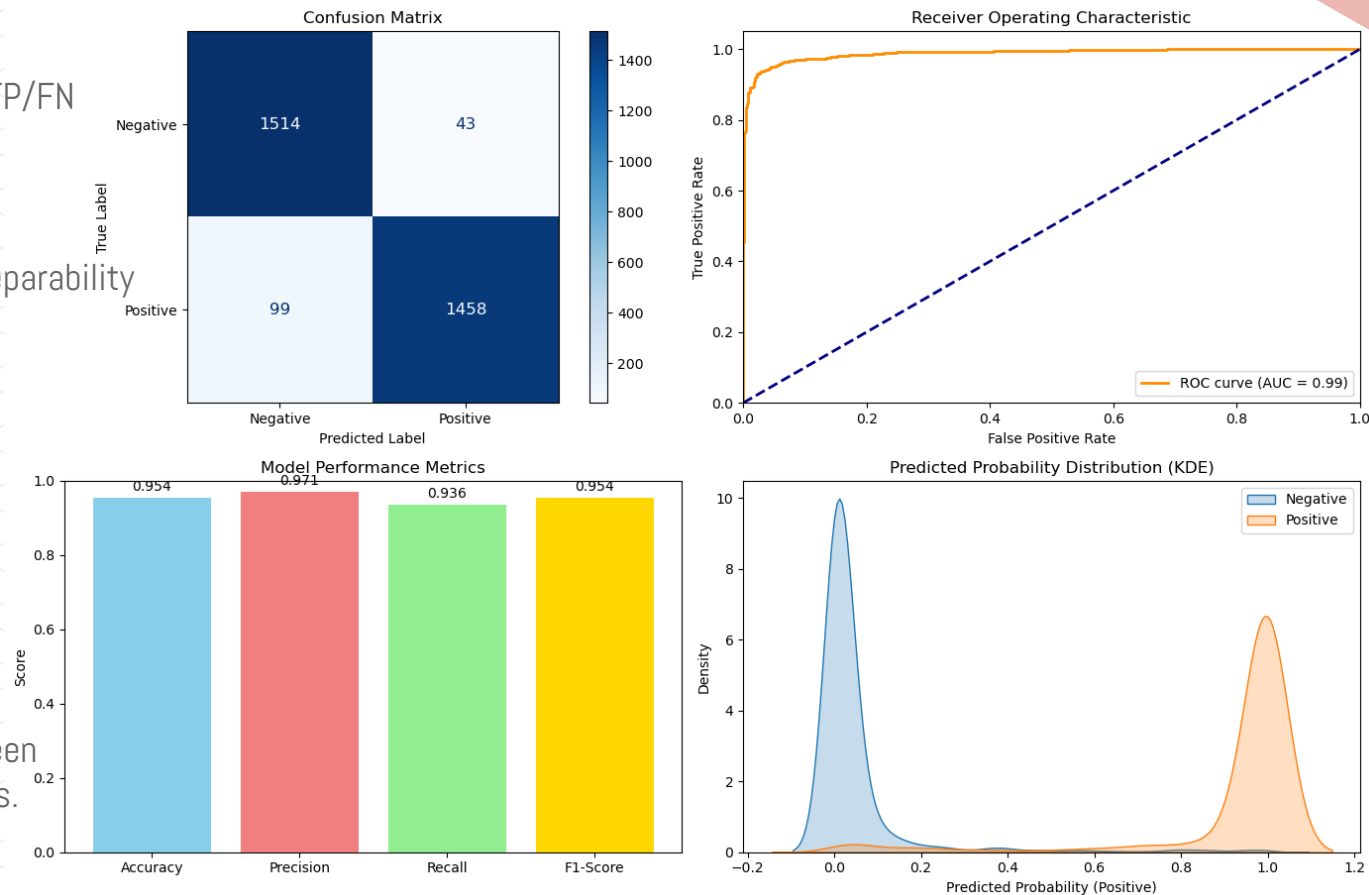 FP/FN
eparability
een
s.
Confusion Matrix
True Label
Negative
Positive
1514
43
99
1458
Negative
Positive
Predicted Label
1400
1200
1000
800
600
400
200
Receiver Operating Characteristic
True Positive Rate
1.0
0.8
0.6
0.4
0.2
0.0
0.0
0.2
0.4
0.6
0.8
1.0
False Positive Rate
ROC curve (AUC = 0.99)
Model Performance Metrics
Score
1.0
0.8
0.6
0.4
0.2
0.0
0.954
0.971
0.936
0.954
Accuracy
Precision
Recall
F1-Score
Predicted Probability Distribution (KDE)
Density
10
8
6
4
2
0
−0.2
0.0
0.2
0.4
0.6
0.8
1.0
1.2
Predicted Probability (Positive)
Negative
Positive